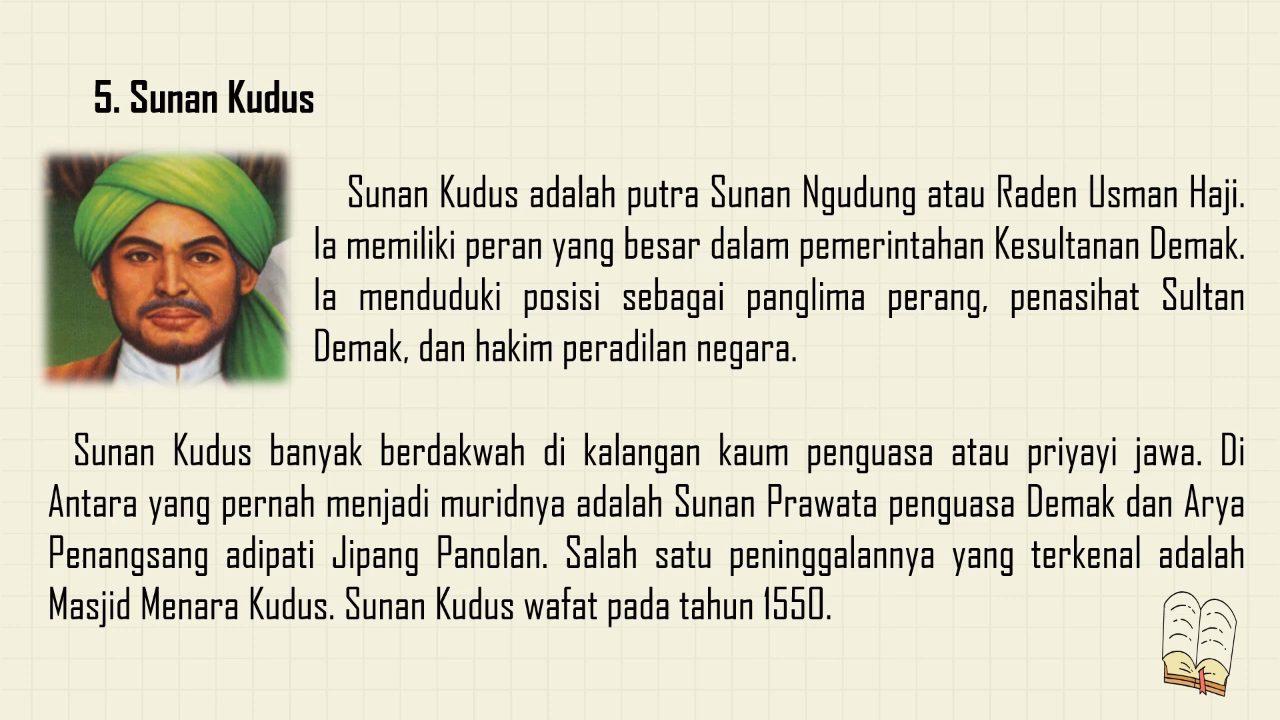 5. Sunan Kudus
Sunan Kudus adalah putra Sunan Ngudung atau Raden Usman Haji.
Ia memiliki peran yang besar dalam pemerintahan Kesultanan Demak.
Ia menduduki posisi sebagai panglima perang, penasihat Sultan
Demak, dan hakim peradilan negara.
Sunan Kudus banyak berdakwah di kalangan kaum penguasa atau priyayi jawa. Di
Antara yang pernah menjadi muridnya adalah Sunan Prawata penguasa Demak dan Arya
Penangsang adipati Jipang Panolan. Salah satu peninggalannya yang terkenal adalah
Masjid Menara Kudus. Sunan Kudus wafat pada tahun 1550.